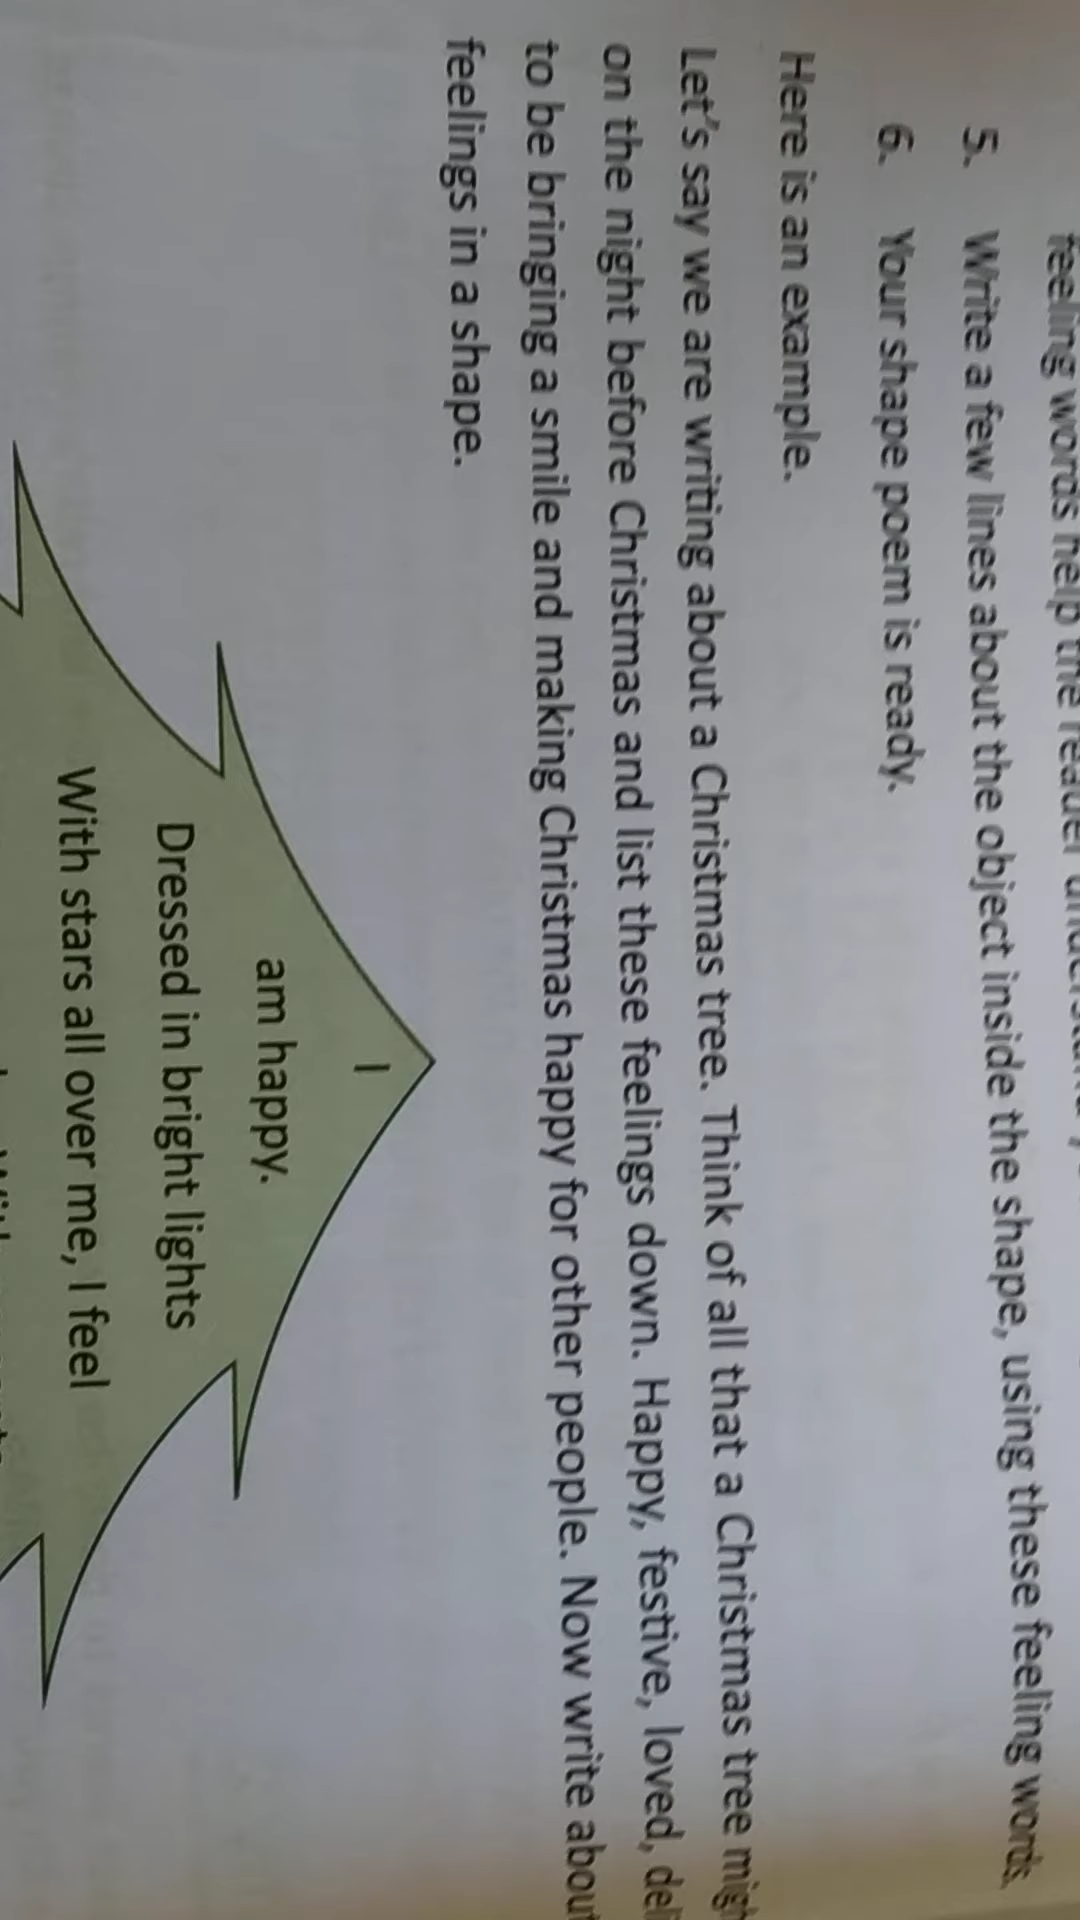 feeling words help the reader
5. Write a few lines about the object inside the shape, using these feeling words.
6. Your shape poem is ready.
Here is an example.
Let's say we are writing about a Christmas tree. Think of all that a Christmas tree migh
on the night before Christmas and list these feelings down. Happy, festive, loved, del
to be bringing a smile and making Christmas happy for other people. Now write about
feelings in a shape.
I
am happy.
Dressed in bright lights
With stars all over me, I feel